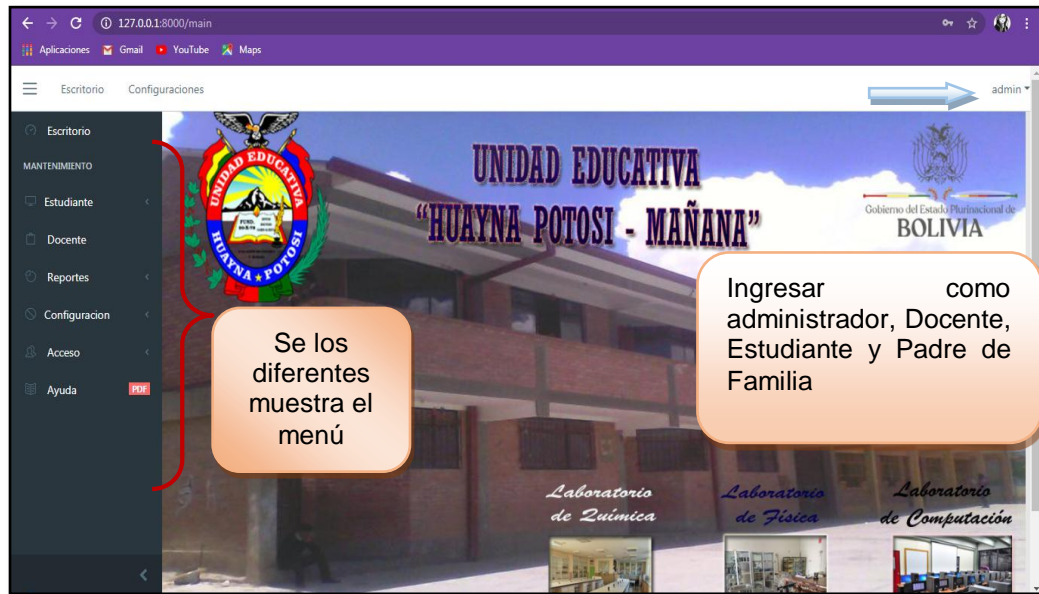 127.0.0.1:8000/main
Aplicaciones Gmail YouTube Maps
Escritorio Configuraciones admin
Escritorio
MANTENIMIENTO
Estudiante
Docente
Reportes
Configuracion
Acceso
Ayuda PDF
UNIDAD EDUCATIVA
HUAYNA POTOSI
UNIDAD EDUCATIVA
“HUAYNA POTOSI - MAÑANA”
Gobierno del Estado Plurinacional de
BOLIVIA
Se los
diferentes
muestra el
menú
Ingresar como
administrador, Docente,
Estudiante y Padre de
Familia
Laboratorio
de Química
Laboratorio
de Física
Laboratorio
de Computación